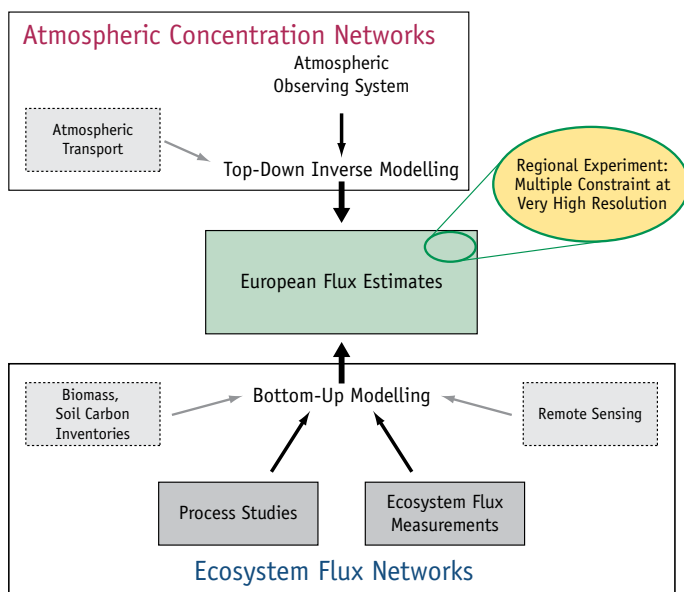 Atmospheric Concentration Networks
Atmospheric
Observing System
Atmospheric
Transport
Top-Down Inverse Modelling
Regional Experiment:
Multiple Constraint at
Very High Resolution
European Flux Estimates
Biomass,
Soil Carbon
Inventories
Bottom-Up Modelling
Remote Sensing
Process Studies
Ecosystem Flux
Measurements
Ecosystem Flux Networks